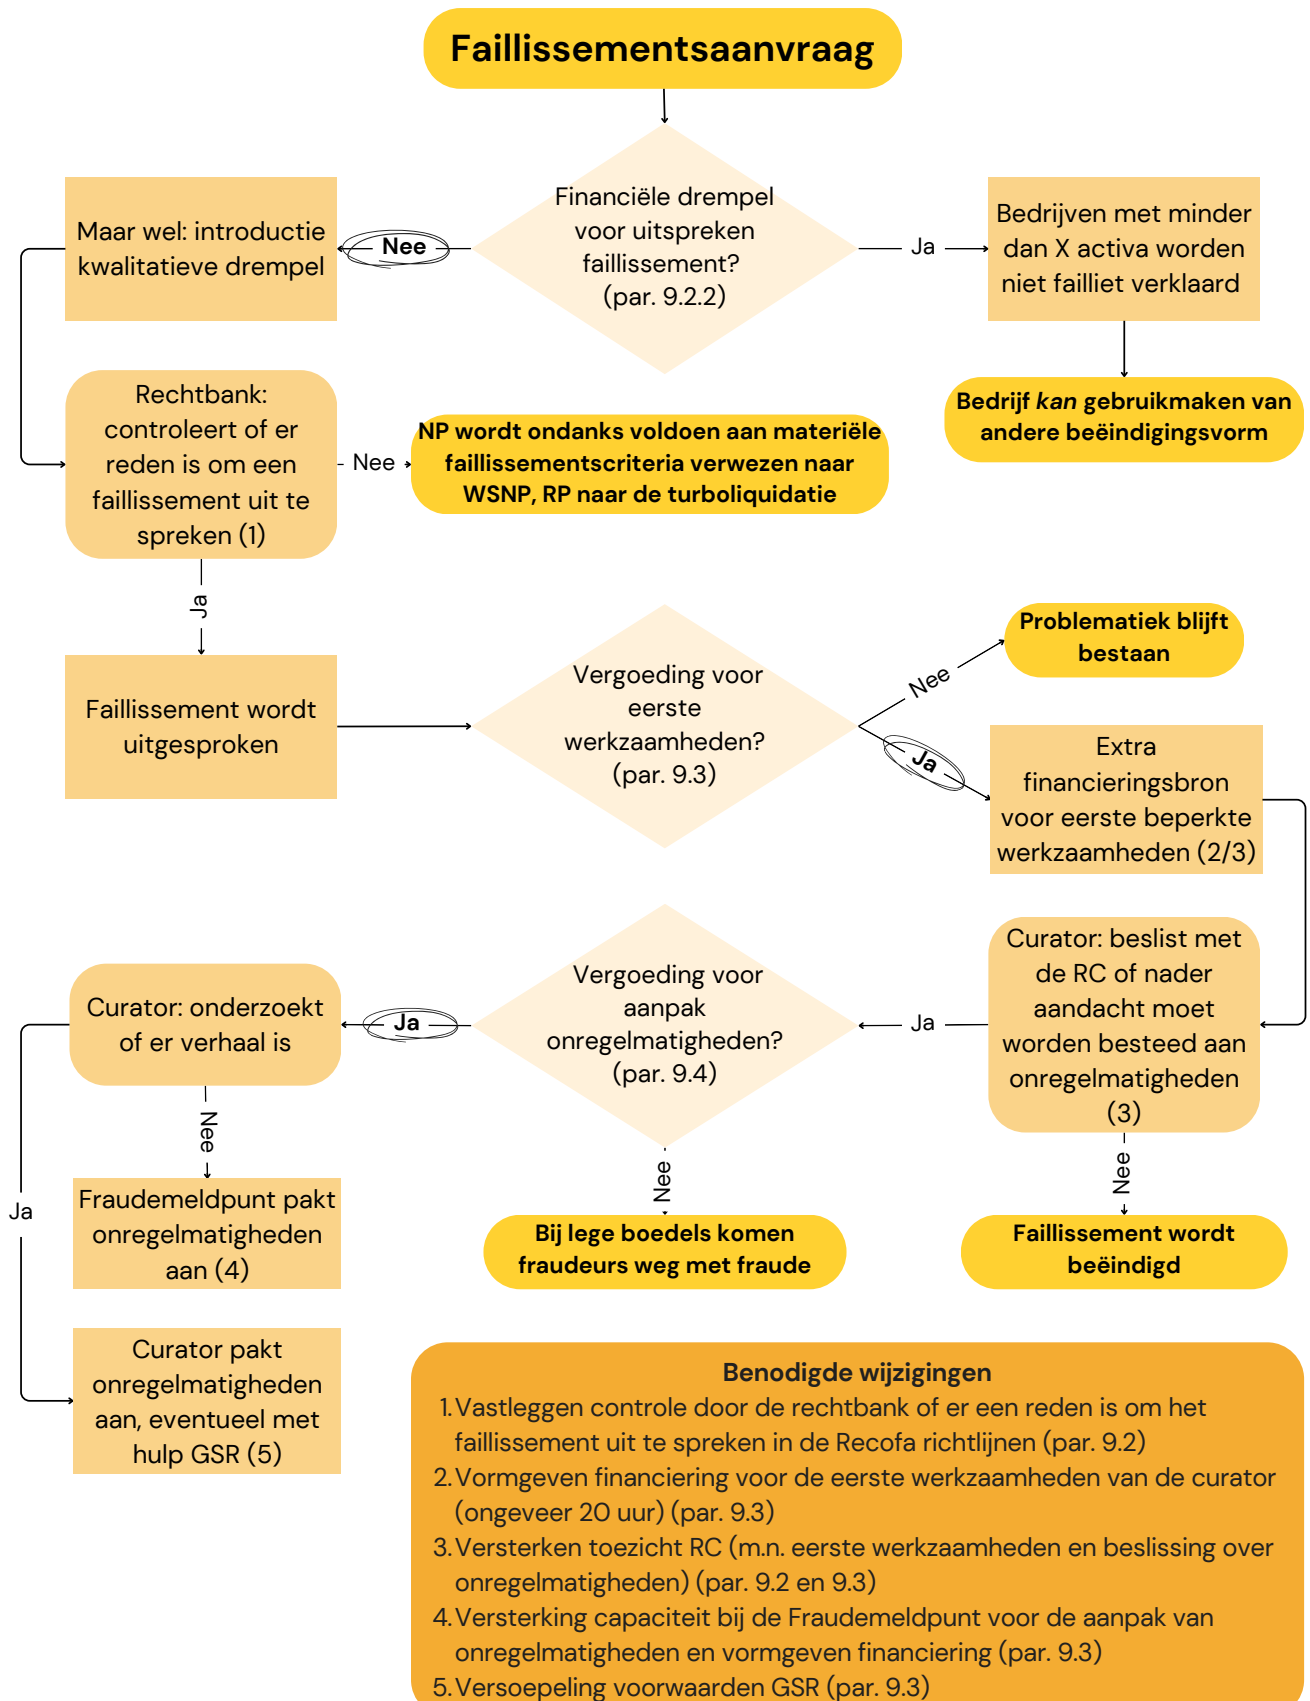 Faillissementsaanvraag
Financiële drempel
voor uitspreken
faillissement?
(par. 9.2.2)
Nee
Maar wel: introductie
kwalitatieve drempel
Ja
Bedrijven met minder
dan X activa worden
niet failliet verklaard
Bedrijf kan gebruikmaken van
andere beëindigingsvorm
Rechtbank:
controleert of er
reden is om een
faillissement uit te
spreken (1)
Nee
NP wordt ondanks voldoen aan materiële
faillissementscriteria verwezen naar
WSNP, RP naar de turboliquidatie
Ja
Faillissement wordt
uitgesproken
Vergoeding voor
eerste
werkzaamheden?
(par. 9.3)
Nee
Problematiek blijft
bestaan
Ja
Extra
financieringsbron
voor eerste beperkte
werkzaamheden (2/3)
Curator: beslist met
de RC of nader
aandacht moet
worden besteed aan
onregelmatigheden
(3)
Nee
Faillissement wordt
beëindigd
Ja
Vergoeding voor
aanpak
onregelmatigheden?
(par. 9.4)
Nee
Bij lege boedels komen
fraudeurs weg met fraude
Ja
Curator: onderzoekt
of er verhaal is
Nee
Fraudemeldpunt pakt
onregelmatigheden
aan (4)
Ja
Curator pakt
onregelmatigheden
aan, eventueel met
hulp GSR (5)
Benodigde wijzigingen
1. Vastleggen controle door de rechtbank of er een reden is om het
faillissement uit te spreken in de Recofa richtlijnen (par. 9.2)
2. Vormgeven financiering voor de eerste werkzaamheden van de curator
(ongeveer 20 uur) (par. 9.3)
3. Versterken toezicht RC (m.n. eerste werkzaamheden en beslissing over
onregelmatigheden) (par. 9.2 en 9.3)
4. Versterking capaciteit bij de Fraudemeldpunt voor de aanpak van
onregelmatigheden en vormgeven financiering (par. 9.3)
5. Versoepeling voorwaarden GSR (par. 9.3)